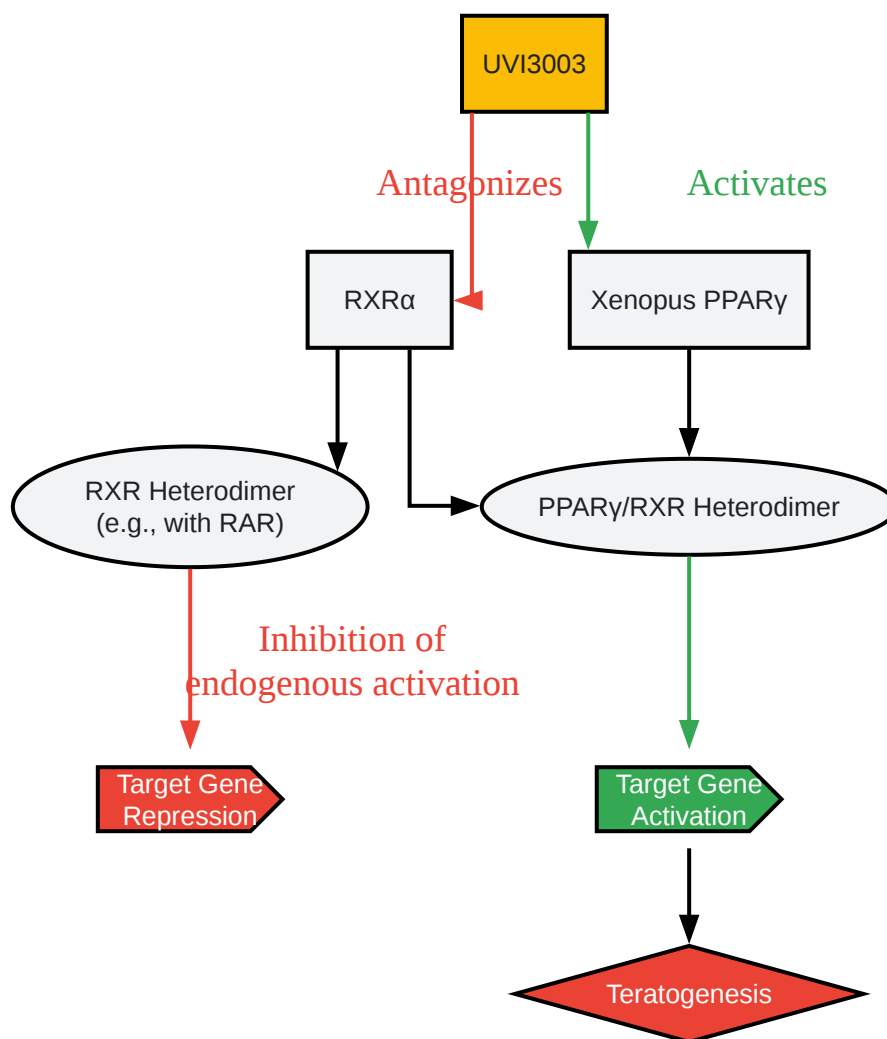 UVI3003
Antagonizes
Activates
RXRα
Xenopus PPARγ
RXR Heterodimer
(e.g., with RAR)
PPARγ/RXR Heterodimer
Inhibition of
endogenous activation
Target Gene
Repression
Target Gene
Activation
Teratogenesis